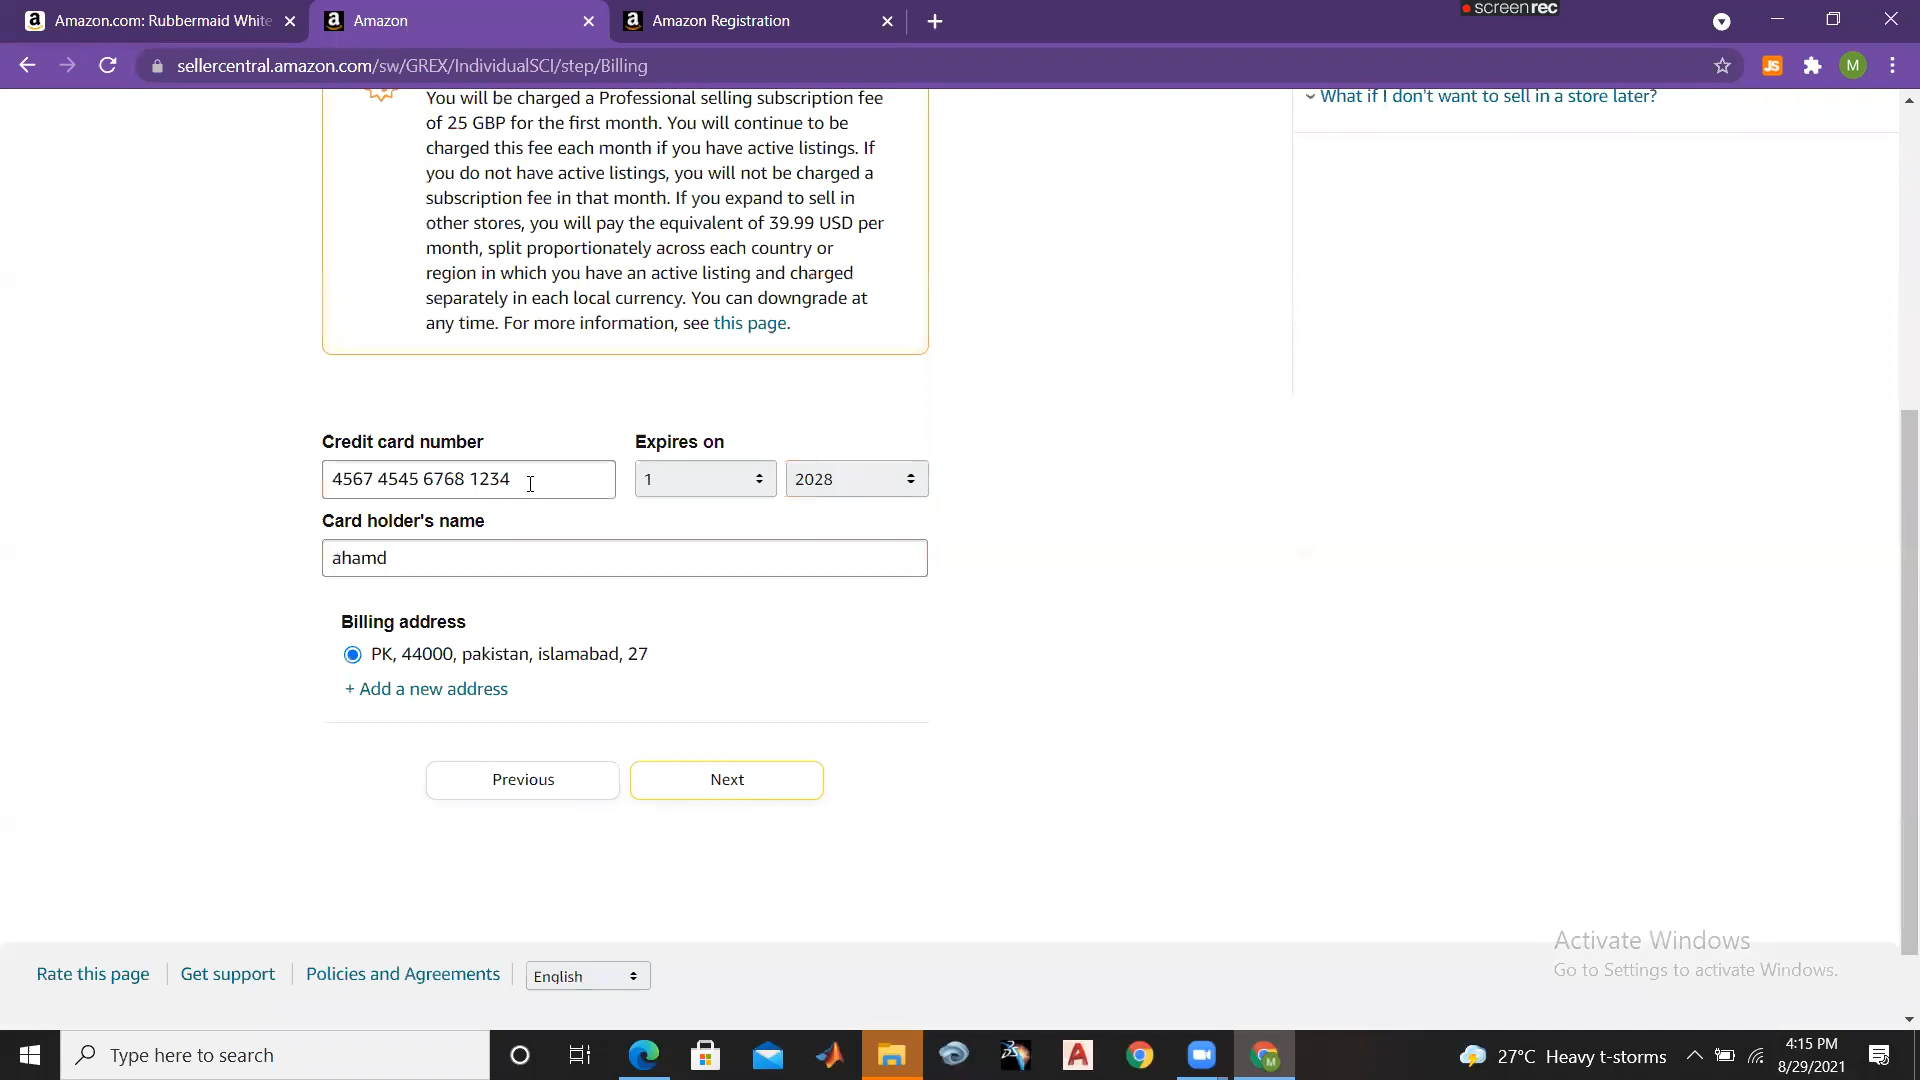 screenrec
Amazon.com: Rubbermaid White
Amazon
Amazon Registration
sellercentral.amazon.com/sw/GREX/IndividualSCI/step/Billing
JS
M
You will be charged a Professional selling subscription fee
of 25 GBP for the first month. You will continue to be
charged this fee each month if you have active listings. If
you do not have active listings, you will not be charged a
subscription fee in that month. If you expand to sell in
other stores, you will pay the equivalent of 39.99 USD per
month, split proportionately across each country or
region in which you have an active listing and charged
separately in each local currency. You can downgrade at
any time. For more information, see this page.
What if I don't want to sell in a store later?
Credit card number
Expires on
4567 4545 6768 1234
1
2028
Card holder's name
ahamd
Billing address
PK, 44000, pakistan, islamabad, 27
+ Add a new address
Previous
Next
Activate Windows
Go to Settings to activate Windows.
Rate this page
Get support
Policies and Agreements
English
Type here to search
27°C Heavy t-storms
4:15 PM
8/29/2021